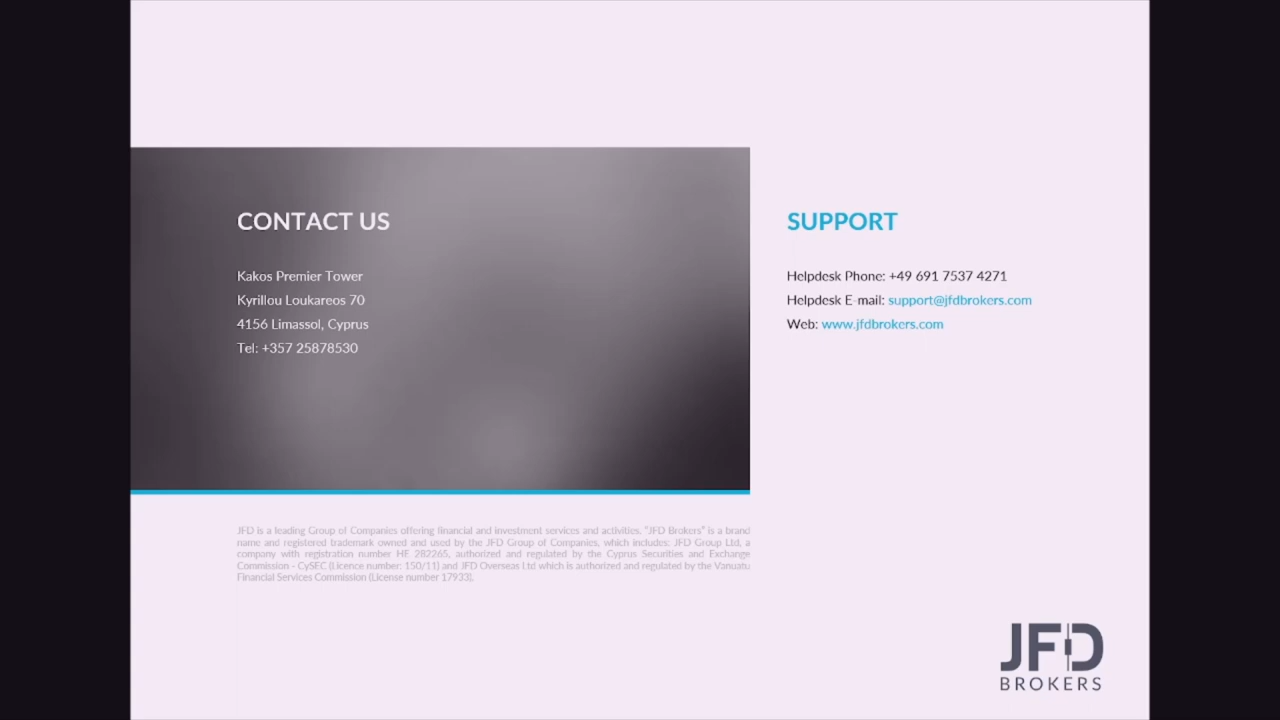 CONTACT US
Kakos Premier Tower
Kyrillou Loukareos 70
4156 Limassol, Cyprus
Tel: +357 25878530
SUPPORT
Helpdesk Phone: +49 691 7537 4271
Helpdesk E-mail: support@jfdbrokers.com
Web: www.jfdbrokers.com
JFD is a leading Group of Companies offering financial and investment services and activities. "JFD Brokers" is a brand
name and registered trademark owned and used by the JFD Group of Companies, which includes: JFD Group Ltd, a
company with registration number HE 282265, authorized and regulated by the Cyprus Securities and Exchange
Commission - CySEC (Licence number: 150/11) and JFD Overseas Ltd which is authorized and regulated by the Vanuatu
Financial Services Commission (License number 17933).
JFD
BROKERS